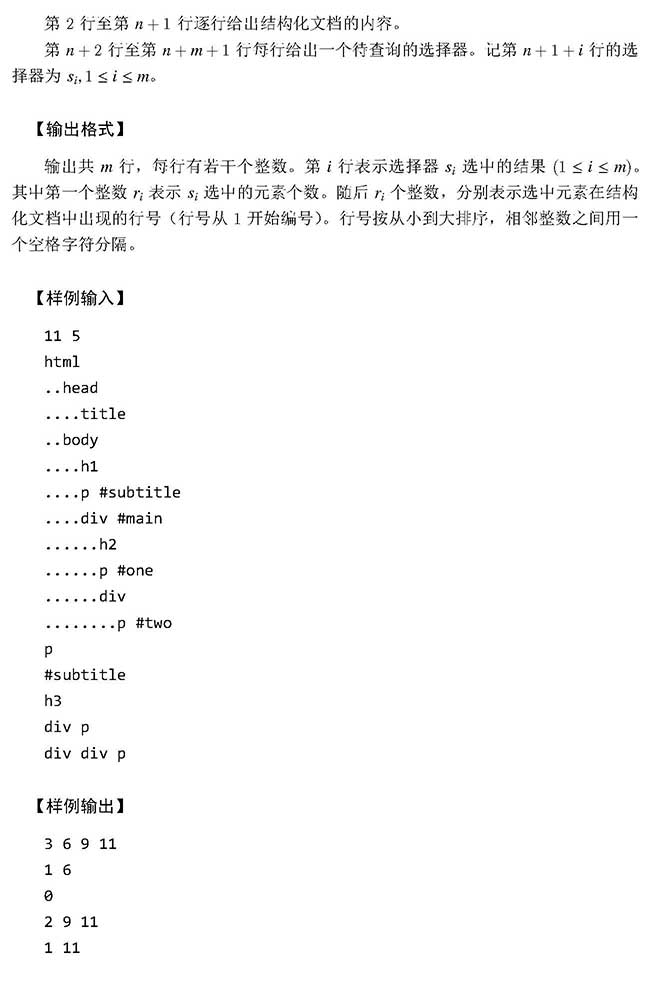 第 2 行至第 n + 1 行逐行给出结构化文档的内容。
第 n + 2 行至第 n + m + 1 行每行给出一个待查询的选择器。记第 n + 1 + i 行的选
择器为 sᵢ, 1 ≤ i ≤ m。
【输出格式】
输出共 m 行，每行有若干个整数。第 i 行表示选择器 sᵢ 选中的结果 (1 ≤ i ≤ m)。
其中第一个整数 rᵢ 表示 sᵢ 选中的元素个数。随后 rᵢ 个整数，分别表示选中元素在结构
化文档中出现的行号（行号从 1 开始编号）。行号按从小到大排序，相邻整数之间用一
个空格字符分隔。
【样例输入】
11 5
html
..head
....title
..body
....h1
....p #subtitle
....div #main
......h2
......p #one
......div
........p #two
p
#subtitle
h3
div p
div div p
【样例输出】
3 6 9 11
1 6
0
2 9 11
1 11